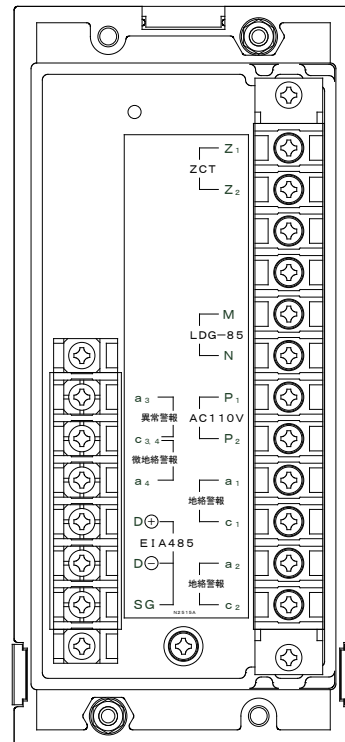 Z1
ZCT
Z2
M
LDG-85
N
a3
P1
異常警報
AC110V
c3, 4
P2
微地絡警報
a4
a1
地絡警報
D⊕
c1
EIA485
D⊖
a2
地絡警報
SG
c2
N2515A